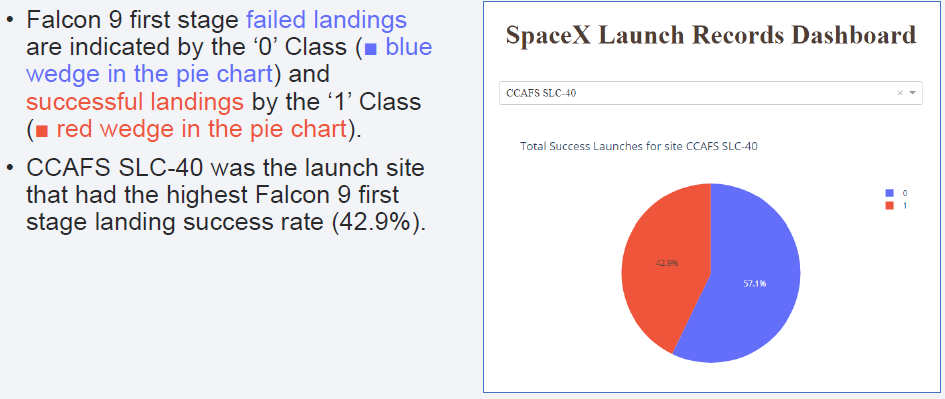 • Falcon 9 first stage failed landings
are indicated by the ‘0’ Class (■ blue
wedge in the pie chart) and
successful landings by the ‘1’ Class
(■ red wedge in the pie chart).
• CCAFS SLC-40 was the launch site
that had the highest Falcon 9 first
stage landing success rate (42.9%).
SpaceX Launch Records Dashboard
CCAFS SLC-40
Total Success Launches for site CCAFS SLC-40
0
1
42.9%
57.1%